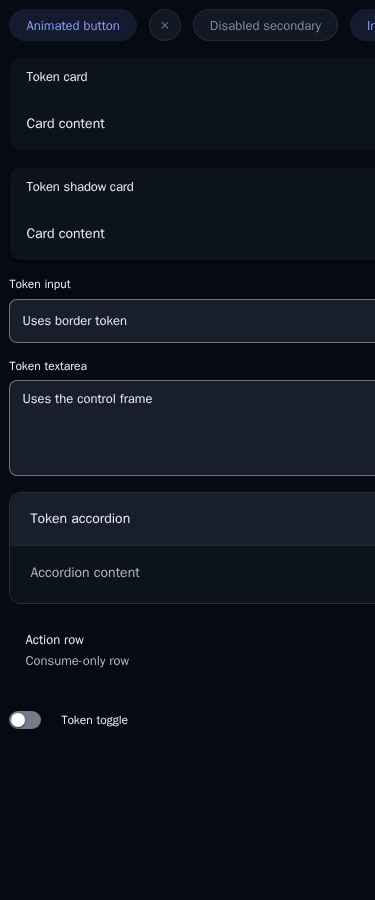 Animated button × Disabled secondary
Token card
Card content
Token shadow card
Card content
Token input
Uses border token
Token textarea
Uses the control frame
Token accordion
Accordion content
Action row
Consume-only row
Token toggle